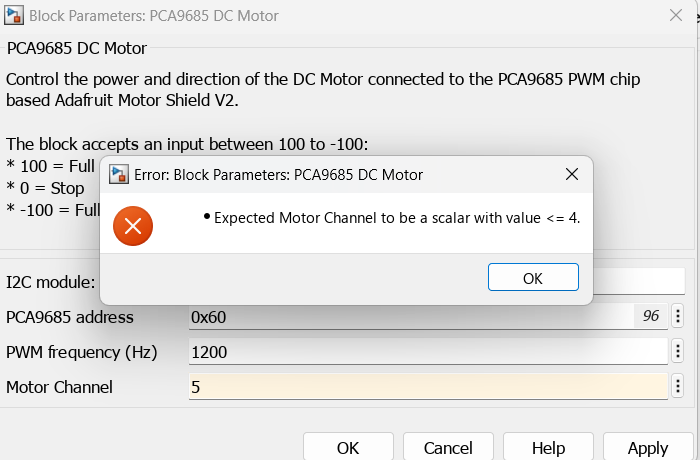 Block Parameters: PCA9685 DC Motor
PCA9685 DC Motor
Control the power and direction of the DC Motor connected to the PCA9685 PWM chip
based Adafruit Motor Shield V2.
The block accepts an input between 100 to -100:
* 100 = Full
* 0 = Stop
* -100 = Full
Error: Block Parameters: PCA9685 DC Motor
• Expected Motor Channel to be a scalar with value <= 4.
OK
I2C module:
PCA9685 address 0x60 96
PWM frequency (Hz) 1200
Motor Channel 5
OK Cancel Help Apply